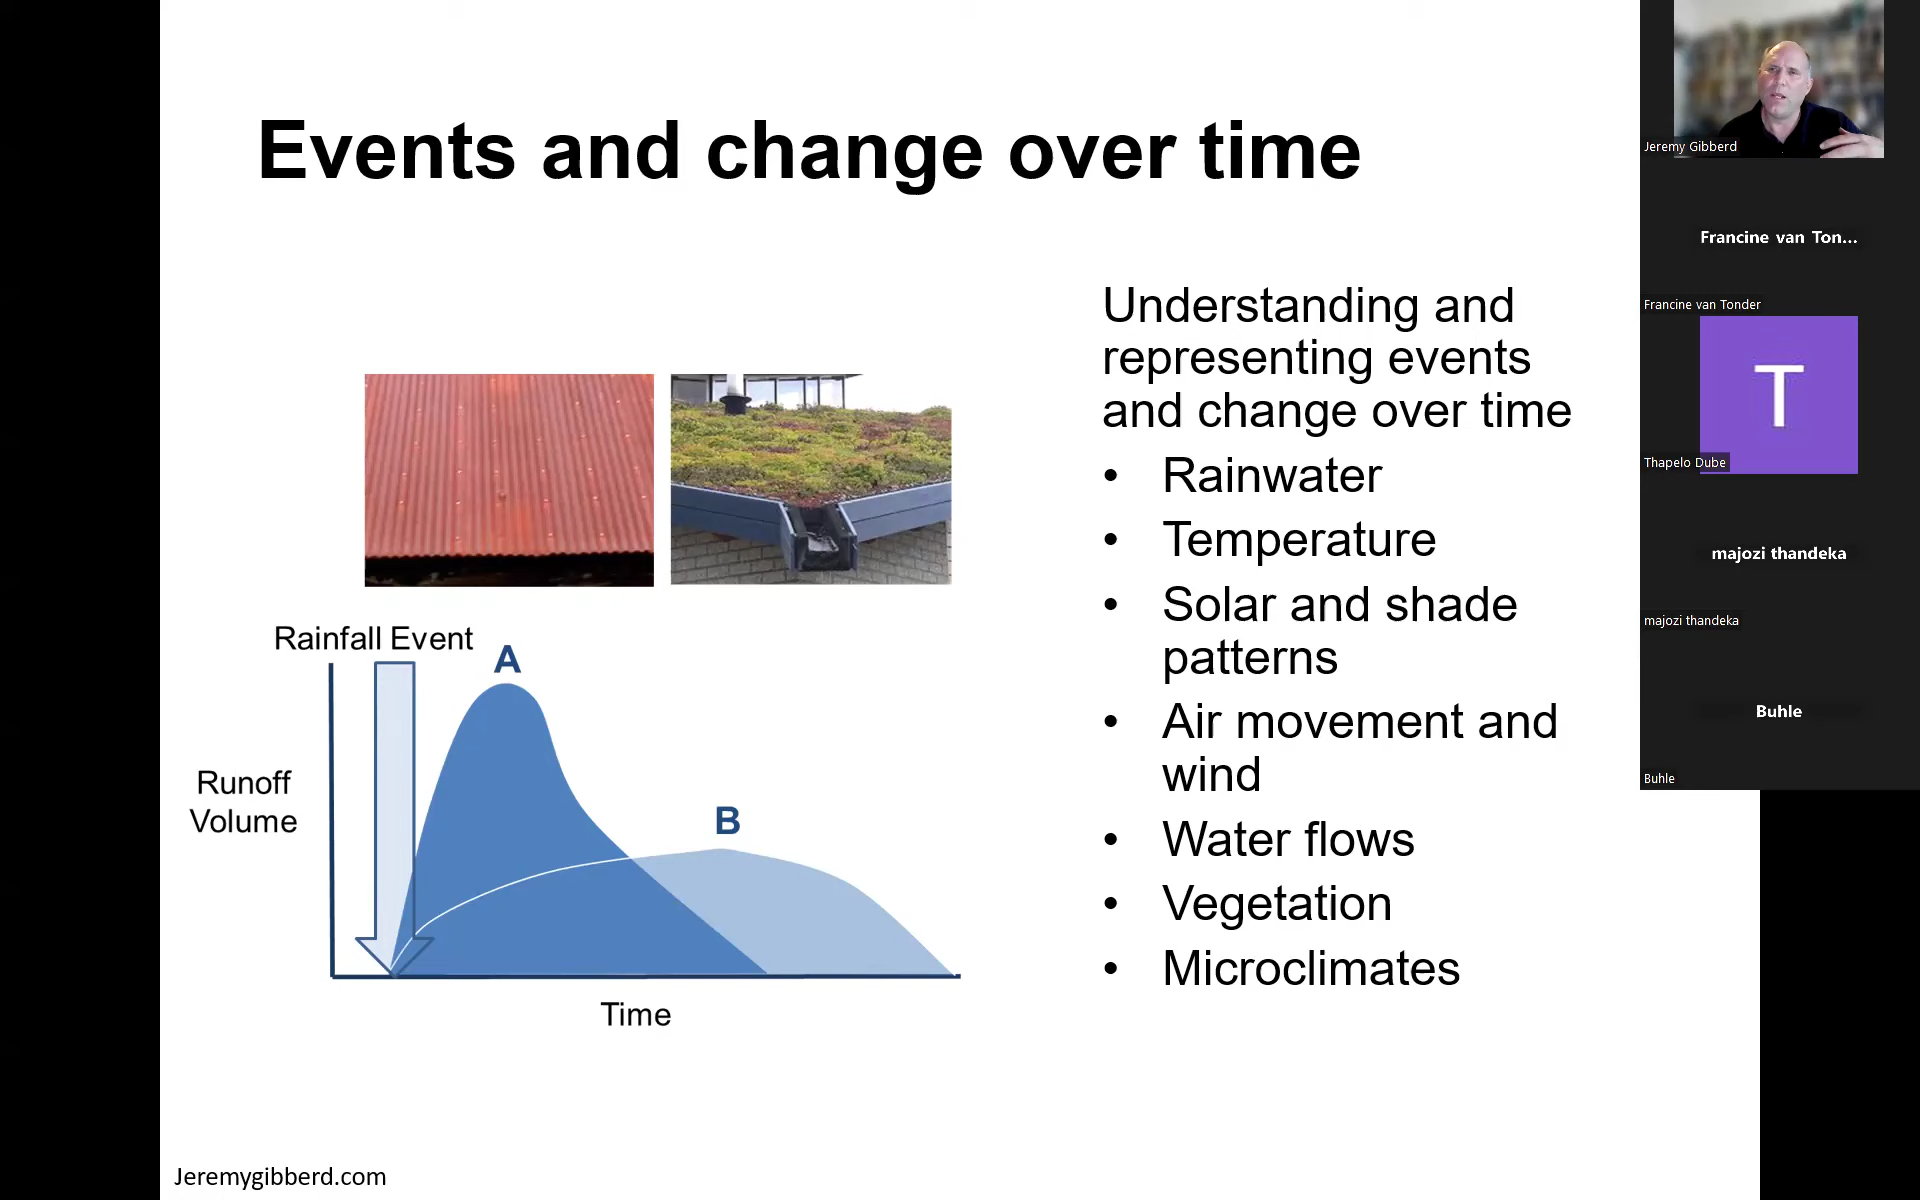 Events and change over time
Understanding and
representing events
and change over time
• Rainwater
• Temperature
• Solar and shade
patterns
• Air movement and
wind
• Water flows
• Vegetation
• Microclimates
Rainfall Event
A
B
Runoff
Volume
Time
Jeremygibberd.com
Jeremy Gibberd
Francine van Ton...
Francine van Tonder
T
Thapelo Dube
majozi thandeka
majozi thandeka
Buhle
Buhle